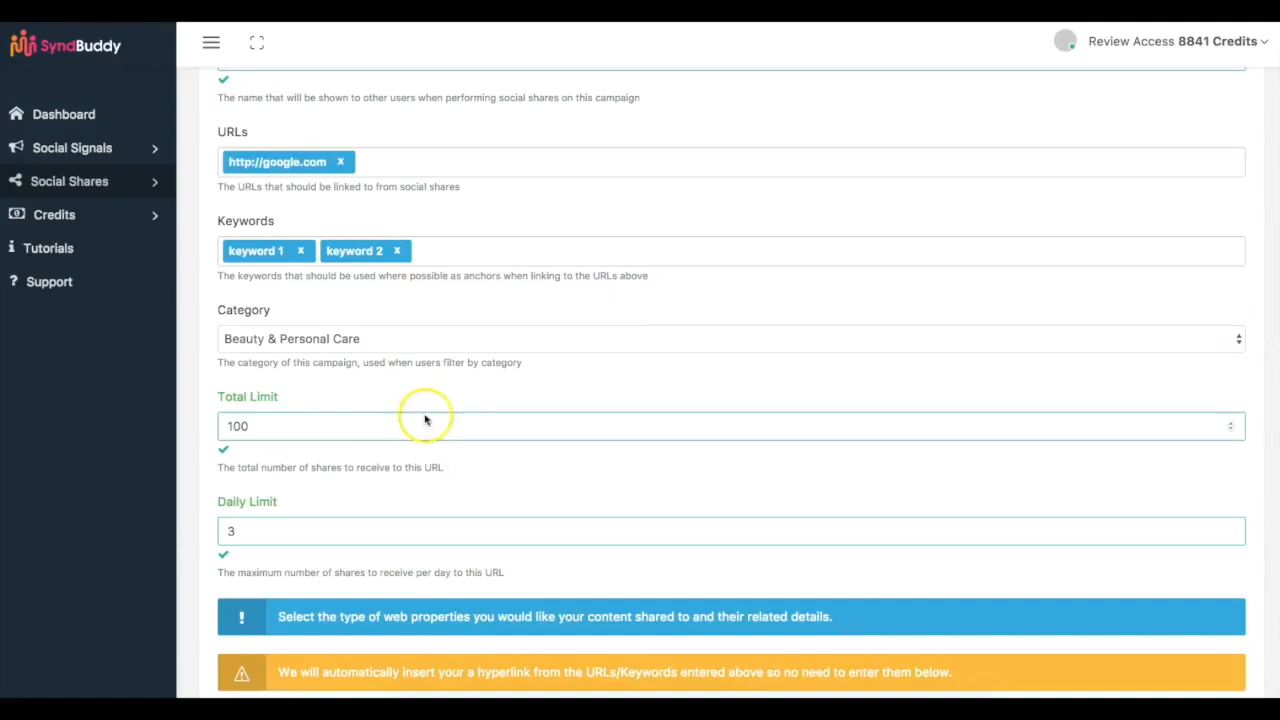 SyndBuddy
Review Access 8841 Credits
Dashboard
Social Signals
Social Shares
Credits
Tutorials
Support
The name that will be shown to other users when performing social shares on this campaign
URLs
http://google.com x
The URLs that should be linked to from social shares
Keywords
keyword 1 x keyword 2 x
The keywords that should be used where possible as anchors when linking to the URLs above
Category
Beauty & Personal Care
The category of this campaign, used when users filter by category
Total Limit
100
The total number of shares to receive to this URL
Daily Limit
3
The maximum number of shares to receive per day to this URL
Select the type of web properties you would like your content shared to and their related details.
We will automatically insert your a hyperlink from the URLs/Keywords entered above so no need to enter them below.